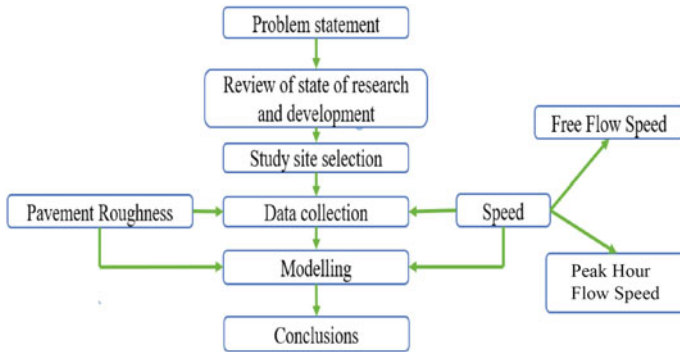 Problem statement
Review of state of research
and development
Study site selection
Free Flow Speed
Pavement Roughness
Data collection
Speed
Modelling
Peak Hour
Flow Speed
Conclusions